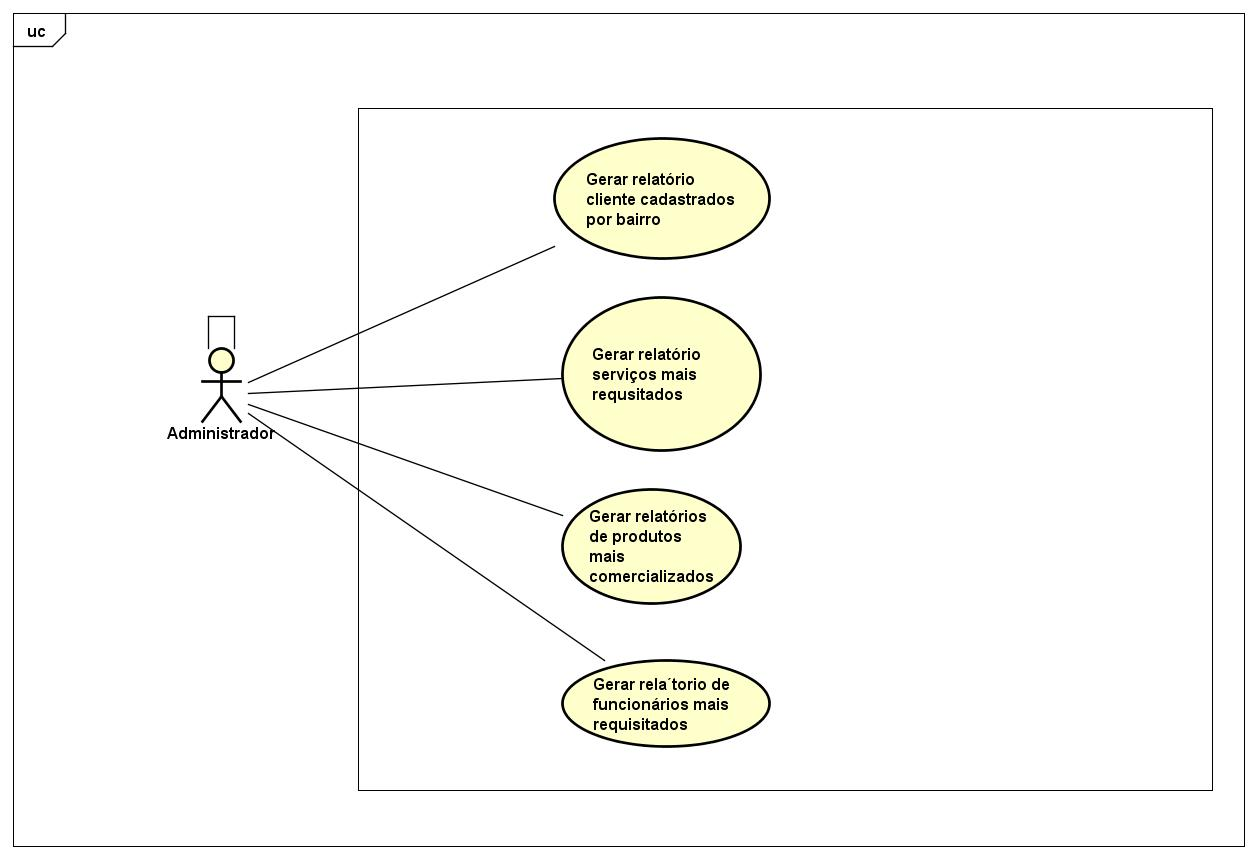 uc
Gerar relatório
cliente cadastrados
por bairro
Gerar relatório
serviços mais
requsitados
Administrador
Gerar relatórios
de produtos
mais
comercializados
Gerar rela´torio de
funcionários mais
requisitados